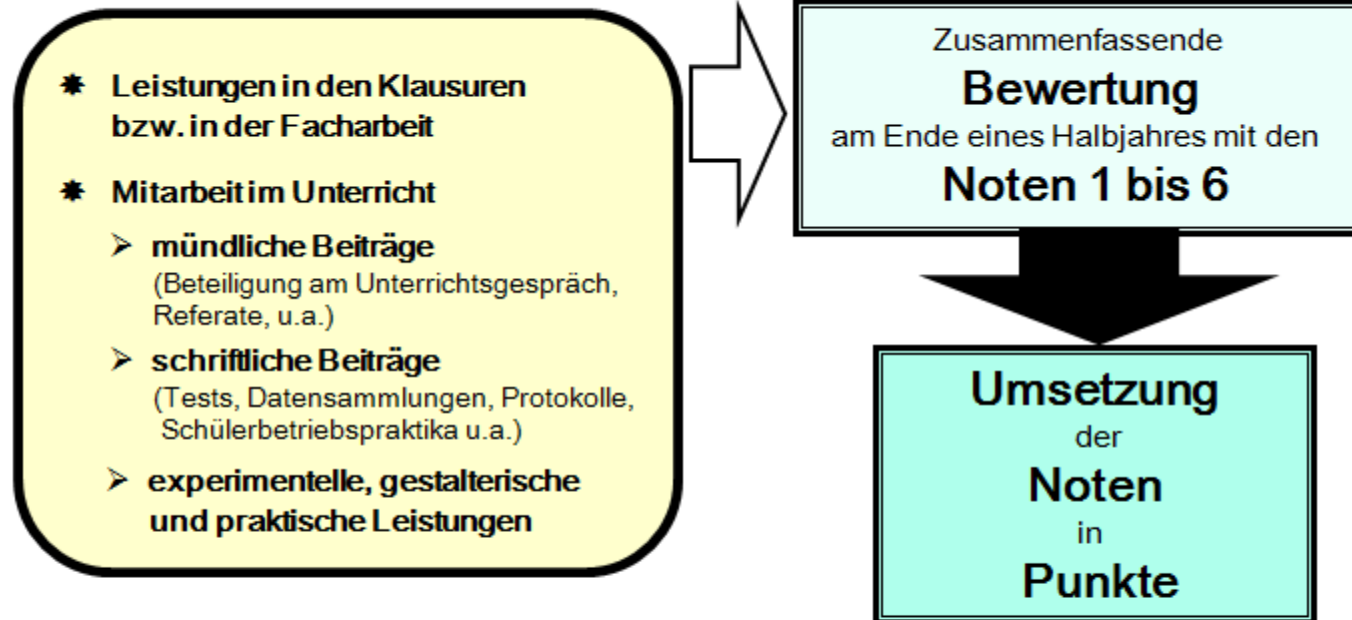 ✸ Leistungen in den Klausuren
bzw. in der Facharbeit
✸ Mitarbeit im Unterricht
➢ mündliche Beiträge
(Beteiligung am Unterrichtsgespräch,
Referate, u.a.)
➢ schriftliche Beiträge
(Tests, Datensammlungen, Protokolle,
Schülerbetriebspraktika u.a.)
➢ experimentelle, gestalterische
und praktische Leistungen
Zusammenfassende
Bewertung
am Ende eines Halbjahres mit den
Noten 1 bis 6
Umsetzung
der
Noten
in
Punkte